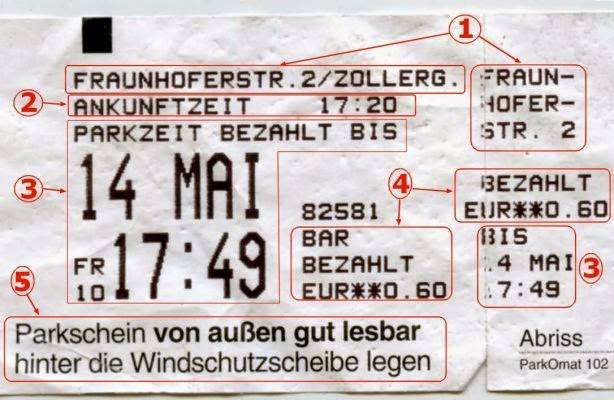 1
FRAUNHOFERSTR.2/ZOLLERG.
2
ANKUNFTZEIT 17:20
PARKZEIT BEZAHLT BIS
3
14 MAI
FR
10
17:49
82581
4
BAR
BEZAHLT
EUR**0.60
5
Parkschein von außen gut lesbar
hinter die Windschutzscheibe legen
FRAUN-
HOFER-
STR. 2
BEZAHLT
EUR**0.60
BIS
14 MAI
17:49
3
Abriss
ParkOmat 102